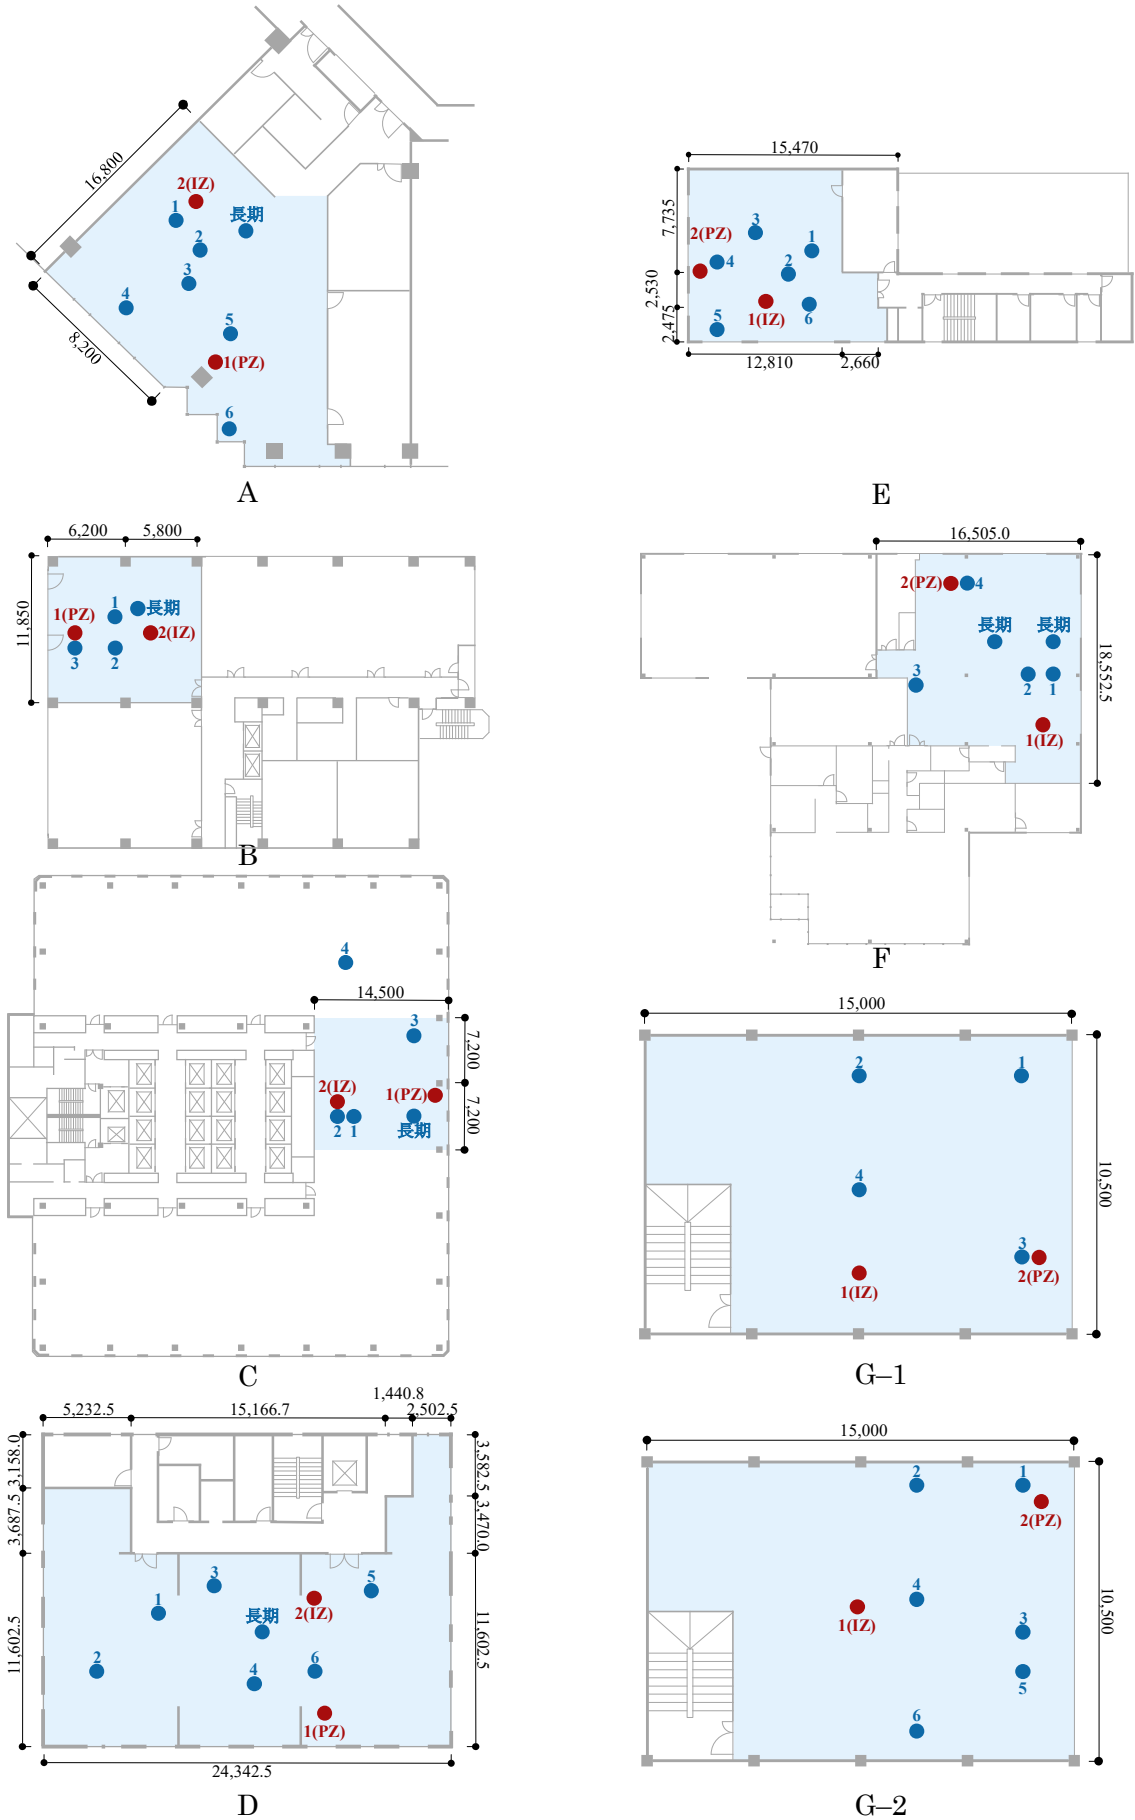 16,800
2(IZ)
1
長期
2
3
4
5
8,200
1(PZ)
6
A
15,470
7,735
3
2(PZ)
1
4
2
2,530
1(IZ)
6
2,475
5
12,810
2,660
E
6,200
5,800
11,850
1
長期
1(PZ)
2(IZ)
3
2
B
16,505.0
2(PZ)
4
長期
長期
18,552.5
3
2
1
1(IZ)
F
4
14,500
3
7,200
2(IZ)
1(PZ)
7,200
2
1
長期
C
15,000
2
1
4
10,500
3
2(PZ)
1(IZ)
G–1
1,440.8
5,232.5
15,166.7
2,502.5
3,158.0
3,582.5
3,687.5
3,470.0
3
5
1
2(IZ)
長期
11,602.5
11,602.5
2
4
6
1(PZ)
24,342.5
D
15,000
2
1
2(PZ)
4
1(IZ)
10,500
3
5
6
G–2